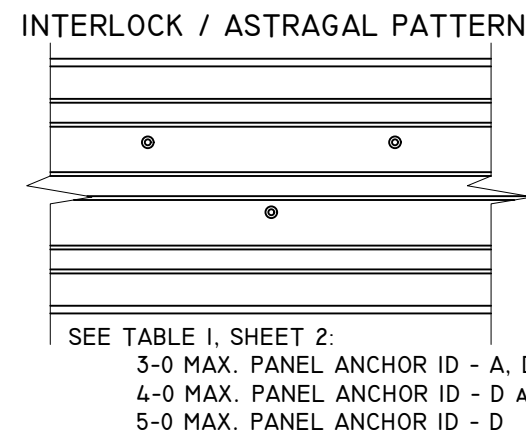 INTERLOCK / ASTRAGAL PATTERN
SEE TABLE 1, SHEET 2:
3-0 MAX. PANEL ANCHOR ID - A,
4-0 MAX. PANEL ANCHOR ID - D
5-0 MAX. PANEL ANCHOR ID - D